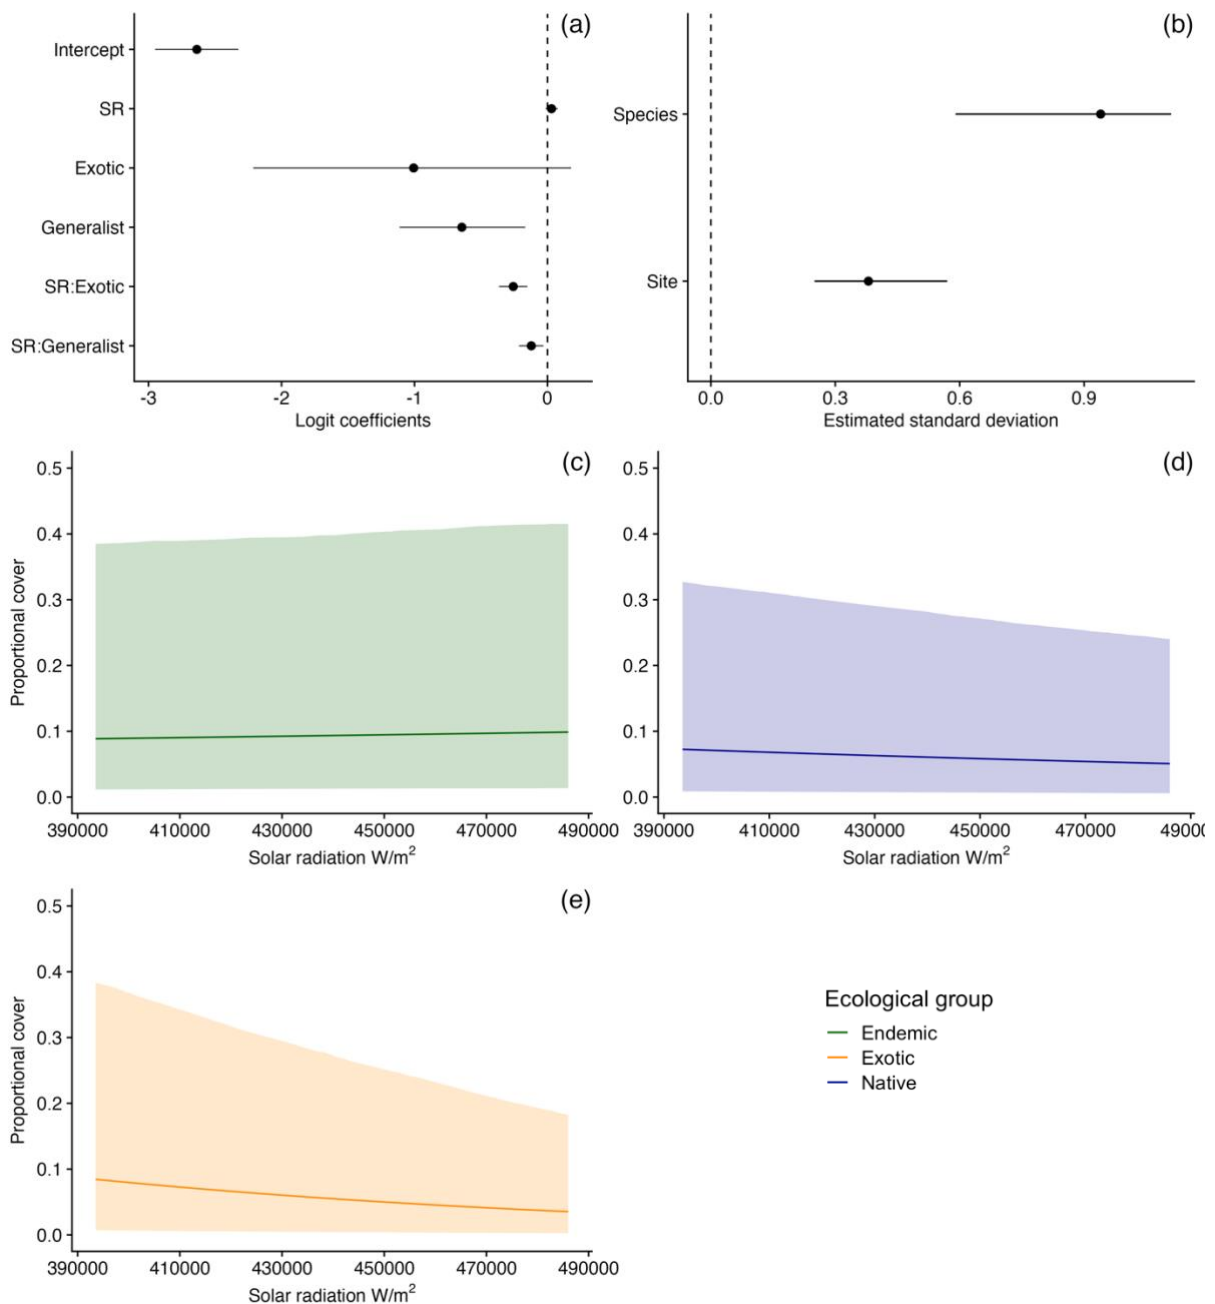 (a)
Intercept
SR
Exotic
Generalist
SR:Exotic
SR:Generalist
-3 -2 -1 0
Logit coefficients
(b)
Species
Site
0.0 0.3 0.6 0.9
Estimated standard deviation
(c)
0.5
0.4
0.3
0.2
0.1
0.0
Proportional cover
390000 410000 430000 450000 470000 490000
Solar radiation W/m²
(d)
0.5
0.4
0.3
0.2
0.1
0.0
390000 410000 430000 450000 470000 49000
Solar radiation W/m²
(e)
0.5
0.4
0.3
0.2
0.1
0.0
Proportional cover
390000 410000 430000 450000 470000 490000
Solar radiation W/m²
Ecological group
Endemic
Exotic
Native